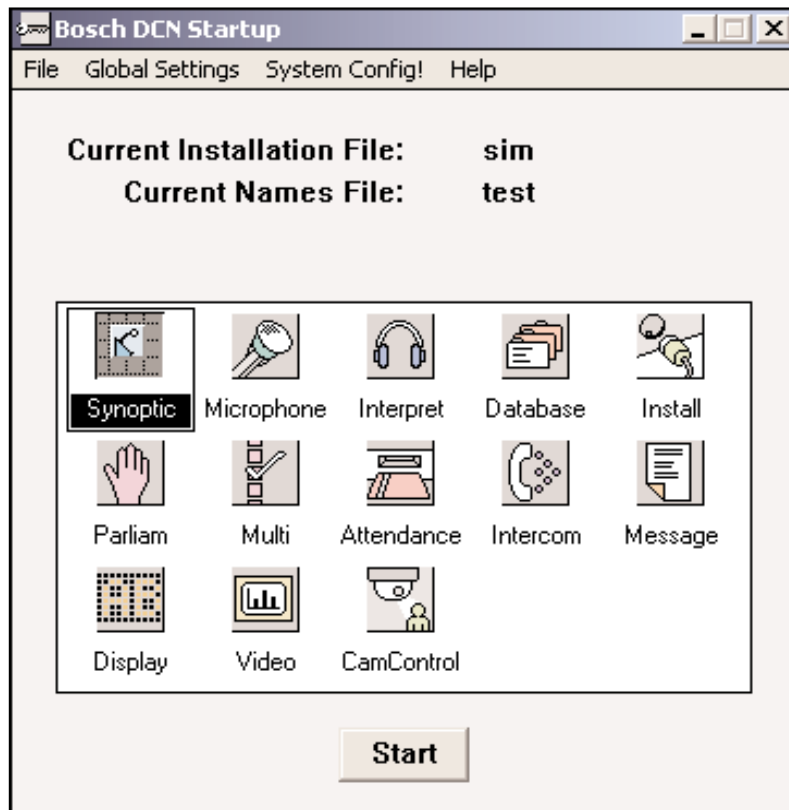 Bosch DCN Startup
File Global Settings System Config! Help
Current Installation File: sim
Current Names File: test
Synoptic Microphone Interpret Database Install
Parliam Multi Attendance Intercom Message
Display Video CamControl
Start